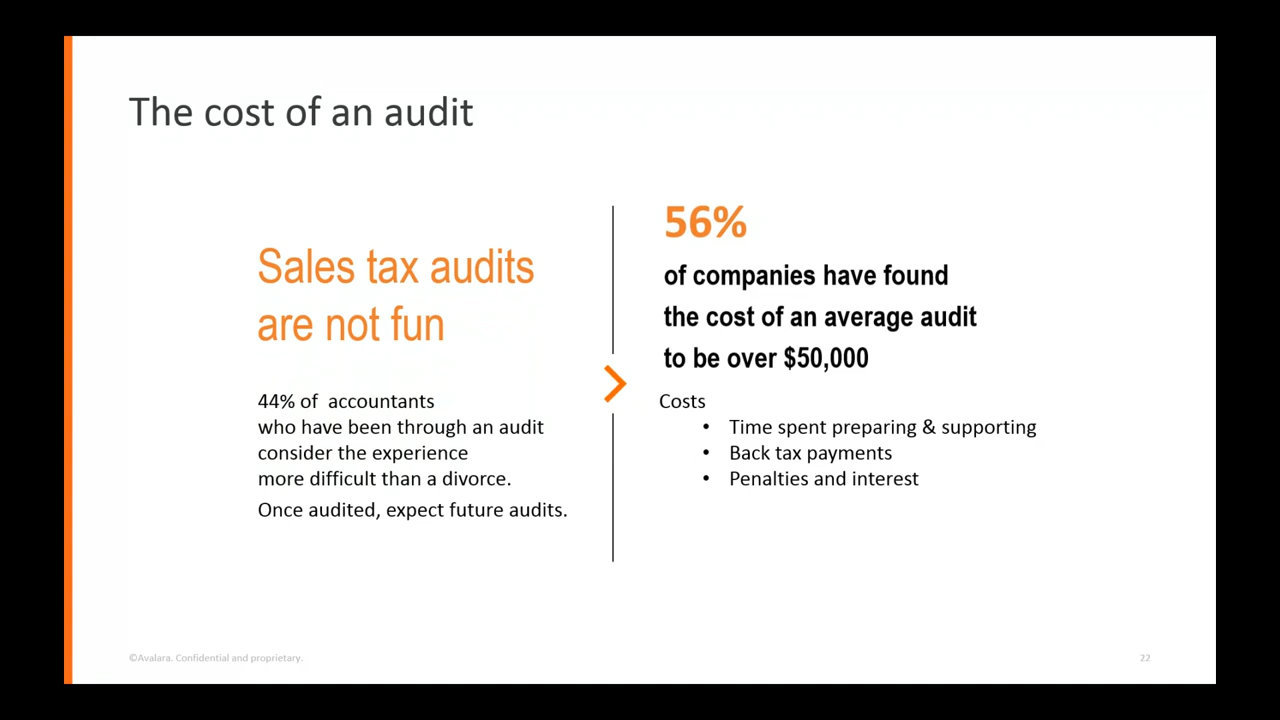 The cost of an audit
Sales tax audits
are not fun
44% of accountants
who have been through an audit
consider the experience
more difficult than a divorce.
Once audited, expect future audits.
56%
of companies have found
the cost of an average audit
to be over $50,000
Costs
• Time spent preparing & supporting
• Back tax payments
• Penalties and interest
©Avalara. Confidential and proprietary.
22